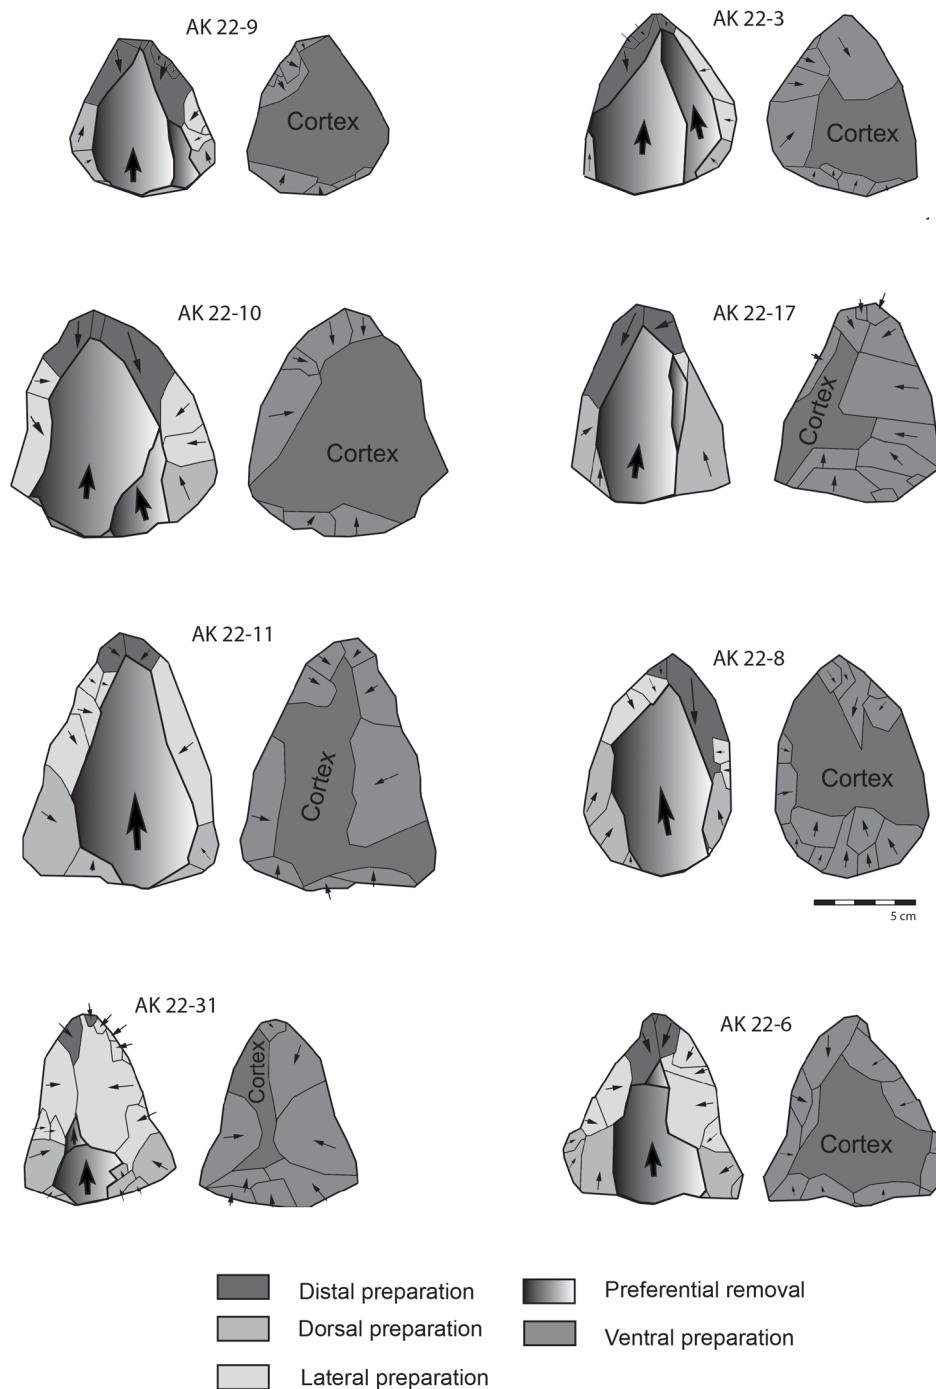 AK 22-9
AK 22-3
Cortex
Cortex
AK 22-10
AK 22-17
Cortex
Cortex
AK 22-11
AK 22-8
Cortex
Cortex
5 cm
AK 22-31
AK 22-6
Cortex
Cortex
Distal preparation
Preferential removal
Dorsal preparation
Ventral preparation
Lateral preparation